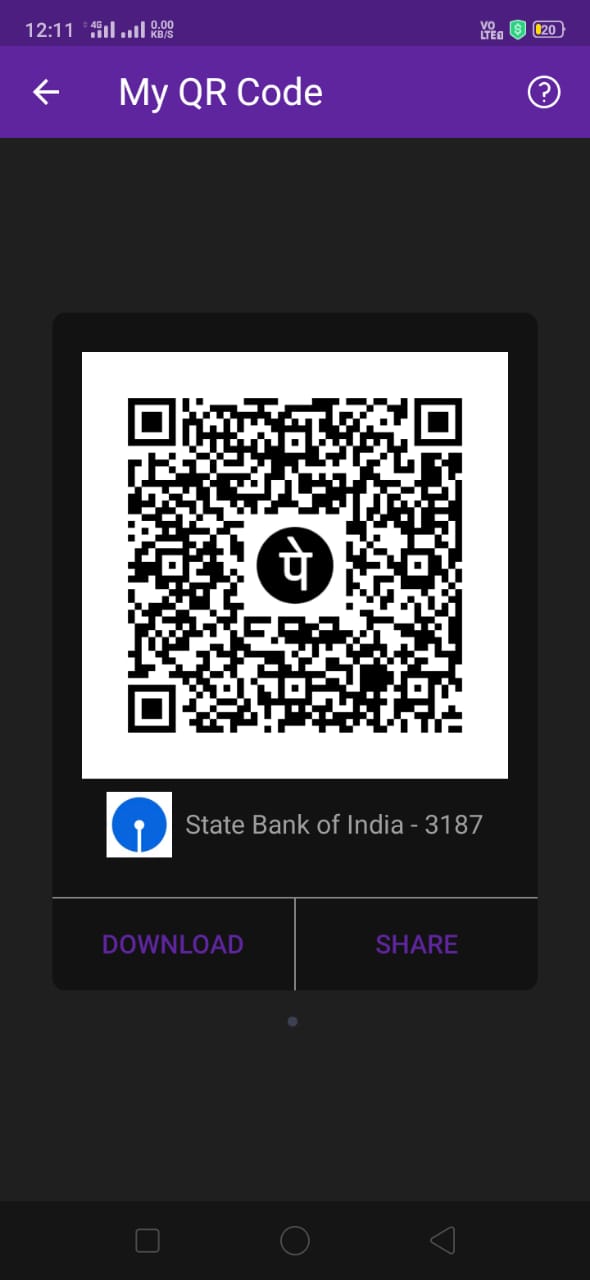 12:11 4G 0.00 KB/S VO LTE 20
My QR Code
पे
State Bank of India - 3187
DOWNLOAD SHARE